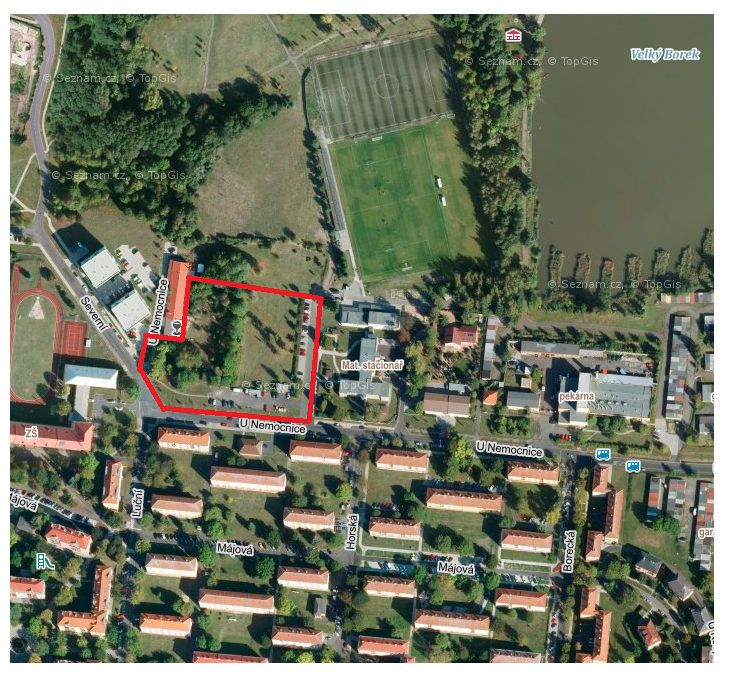 Velký Borek
© Seznam.cz, © TopGis
© Seznam.cz, © TopGis
© Seznam.cz, © TopGis
© Seznam.cz, © TopGis
Severní
U Nemocnice
Mat. stacionář
© Seznam.cz, © TopGis
pekárna
U Nemocnice
ZŠ
U Nemocnice
Luční
Májová
Horská
Májová
Májová
Borecká
gar